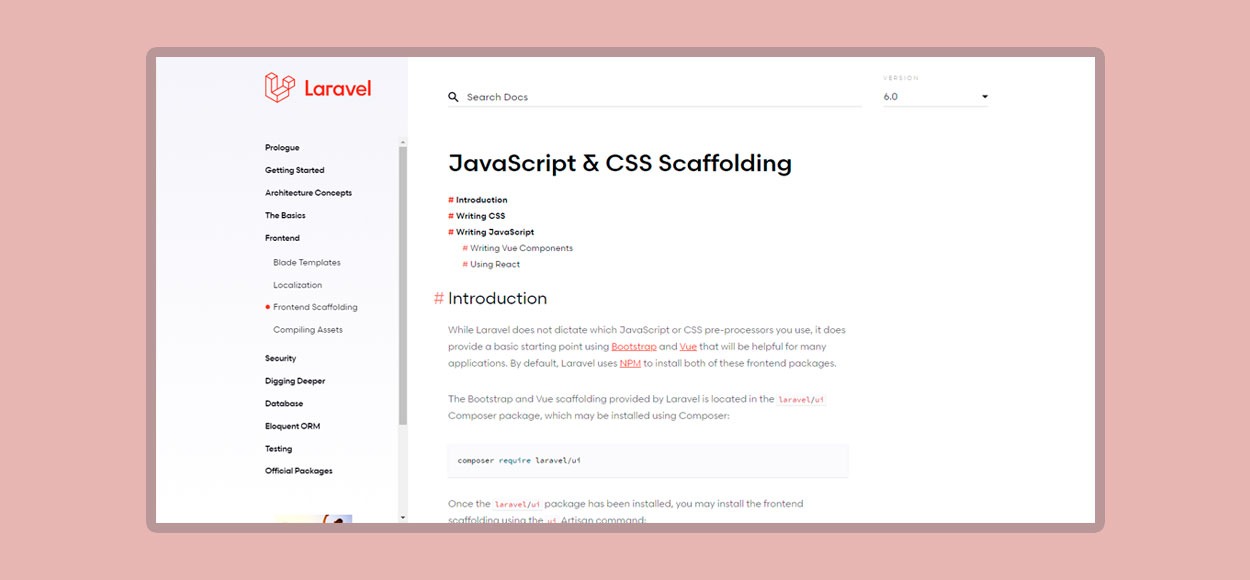 Laravel
Prologue
Getting Started
Architecture Concepts
The Basics
Frontend
Blade Templates
Localization
Frontend Scaffolding
Compiling Assets
Security
Digging Deeper
Database
Eloquent ORM
Testing
Official Packages
Search Docs
VERSION
6.0
JavaScript & CSS Scaffolding
# Introduction
# Writing CSS
# Writing JavaScript
# Writing Vue Components
# Using React
# Introduction
While Laravel does not dictate which JavaScript or CSS pre-processors you use, it does
provide a basic starting point using Bootstrap and Vue that will be helpful for many
applications. By default, Laravel uses NPM to install both of these frontend packages.
The Bootstrap and Vue scaffolding provided by Laravel is located in the laravel/ui
Composer package, which may be installed using Composer:
composer require laravel/ui
Once the laravel/ui package has been installed, you may install the frontend
scaffolding using the ui Artisan command: